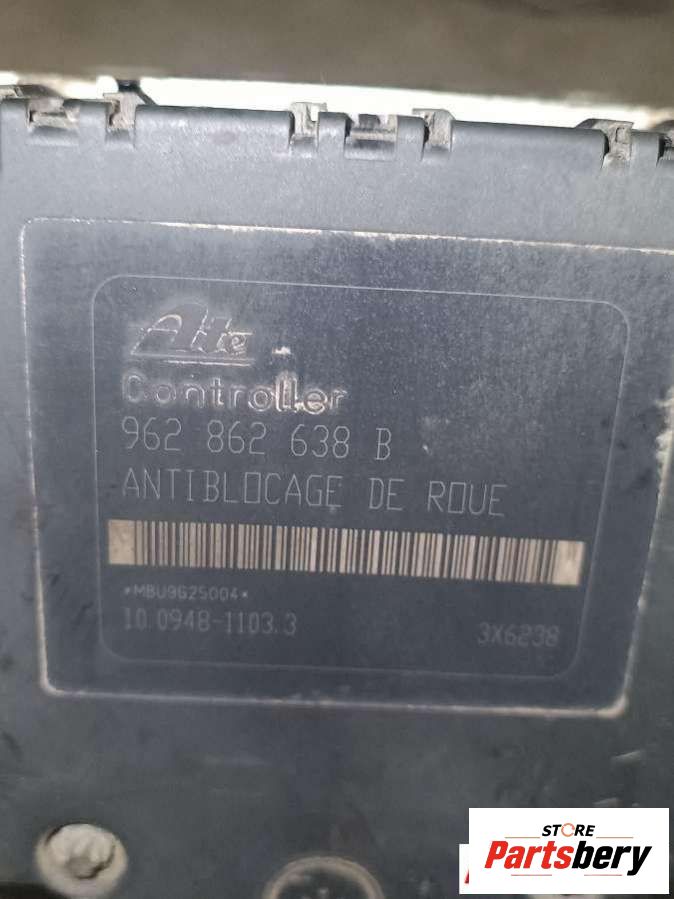 Ate
Controller
962 862 638 B
ANTIBLOCAGE DE ROUE
*MBU9G25004*
10.0948-1103.3
3X6238
STORE
Partsbery